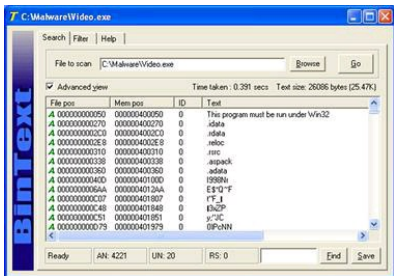 C:\Malware\Video.exe
Search Filter Help
File to scan C:\Malware\Video.exe Browse Go
Advanced view Time taken : 0.391 secs Text size: 26086 bytes (25.47K)
File pos Mem pos ID Text
A 000000000050 000000400050 0 This program must be run under Win32
A 000000000270 000000400270 0 .idata
A 0000000002C0 0000004002C0 0 .rdata
A 0000000002E8 0000004002E8 0 .reloc
A 000000000310 000000400310 0 .rsrc
A 000000000338 000000400338 0 .aspack
A 000000000360 000000400360 0 .adata
A 00000000040D 00000040100D 0
A 0000000006AA 0000004012AA 0
A 000000000C07 000000401807 0
A 000000000C48 000000401848 0
A 000000000C51 000000401851 0
A 000000000D79 000000401979 0 0IPcNN
BinText
Ready AN: 4221 UN: 20 RS: 0 Find Save